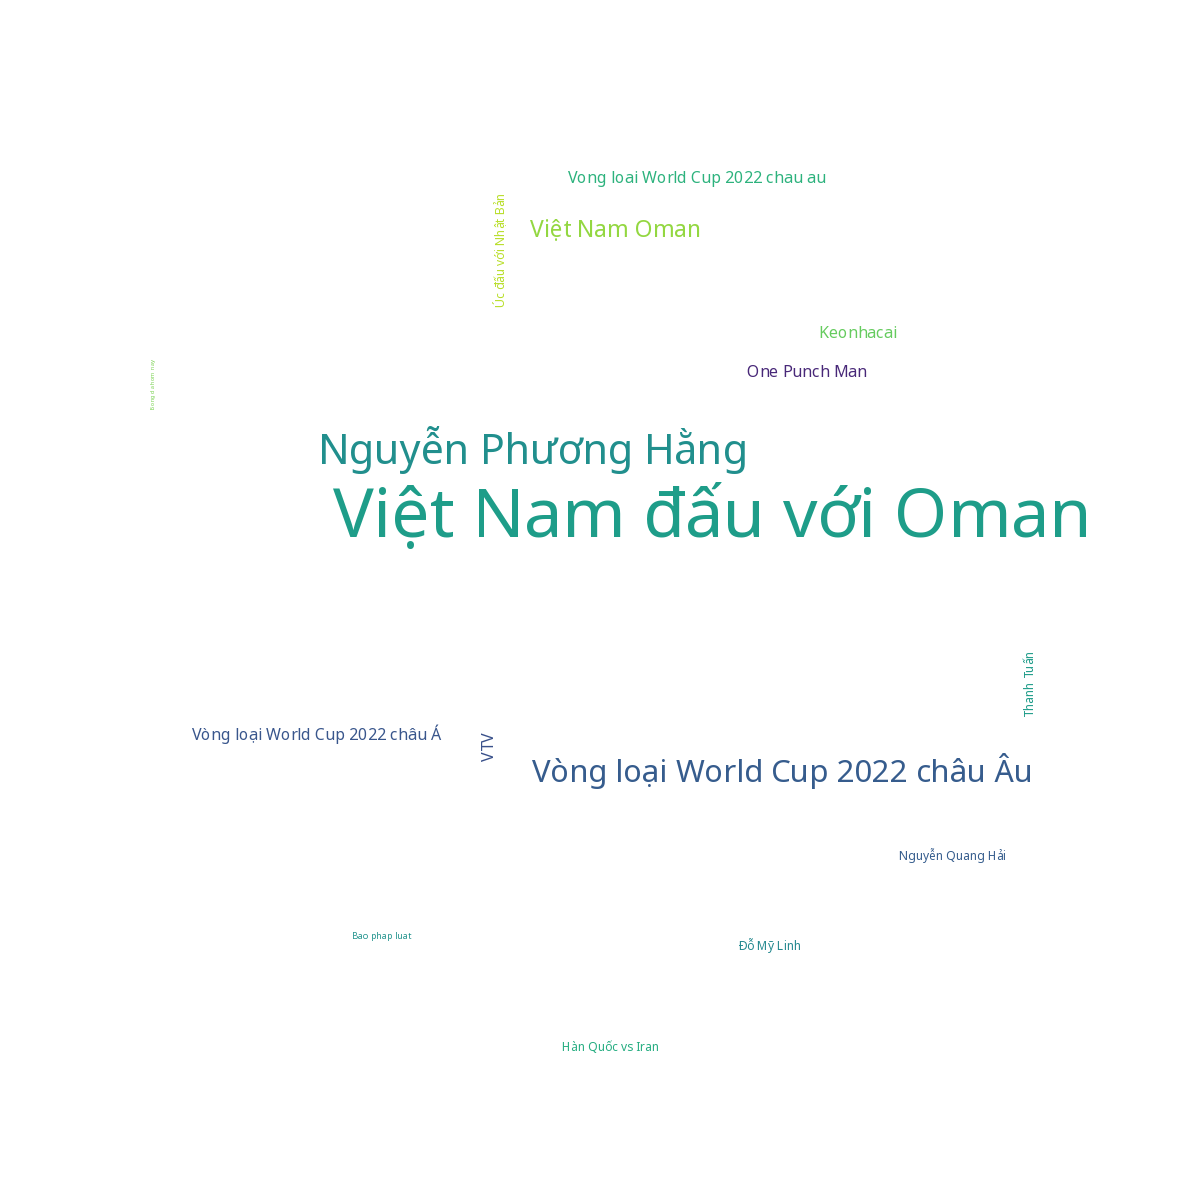 Vong loai World Cup 2022 chau au
Úc đấu với Nhật Bản
Việt Nam Oman
Keonhacai
One Punch Man
Bong da hom nay
Nguyễn Phương Hằng
Việt Nam đấu với Oman
Thanh Tuấn
Vòng loại World Cup 2022 châu Á
VTV
Vòng loại World Cup 2022 châu Âu
Nguyễn Quang Hải
Bao phap luat
Đỗ Mỹ Linh
Hàn Quốc vs Iran